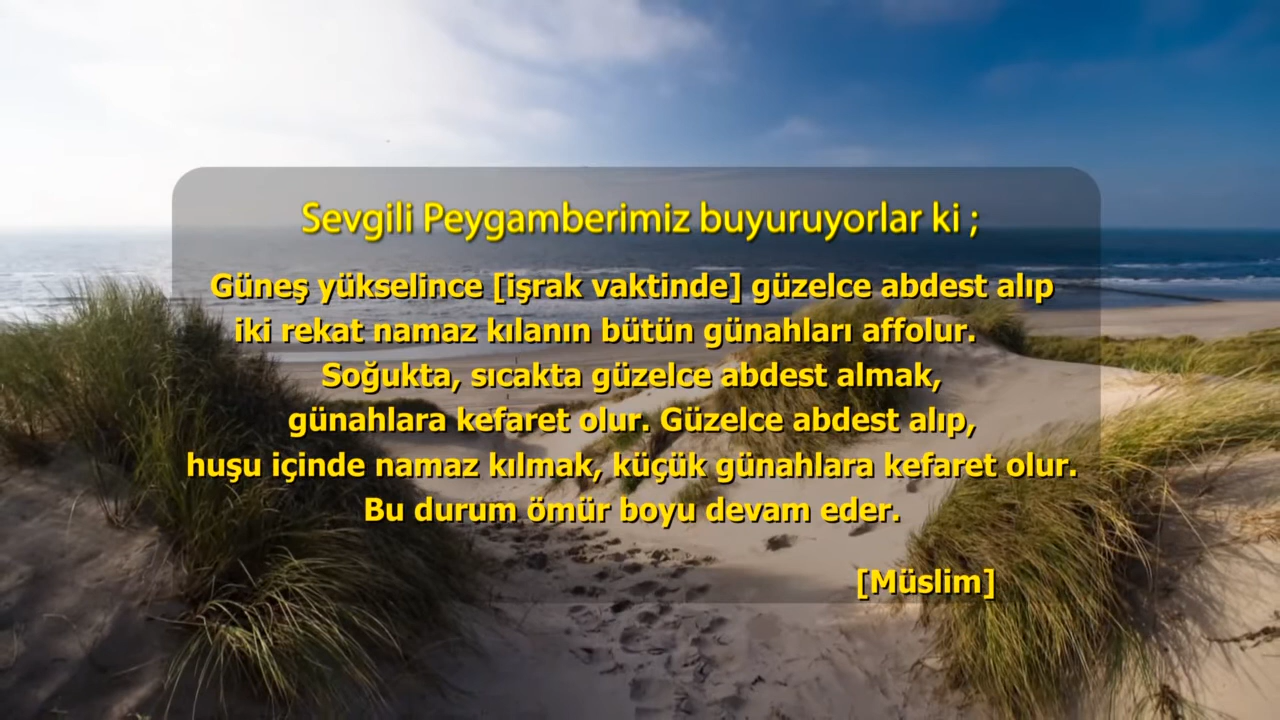 Sevgili Peygamberimiz buyuruyorlar ki ;
Güneş yükselince [işrak vaktinde] güzelce abdest alıp
iki rekat namaz kılanın bütün günahları affolur.
Soğukta, sıcakta güzelce abdest almak,
günahlara kefaret olur. Güzelce abdest alıp,
huşu içinde namaz kılmak, küçük günahlara kefaret olur.
Bu durum ömür boyu devam eder.
[Müslim]